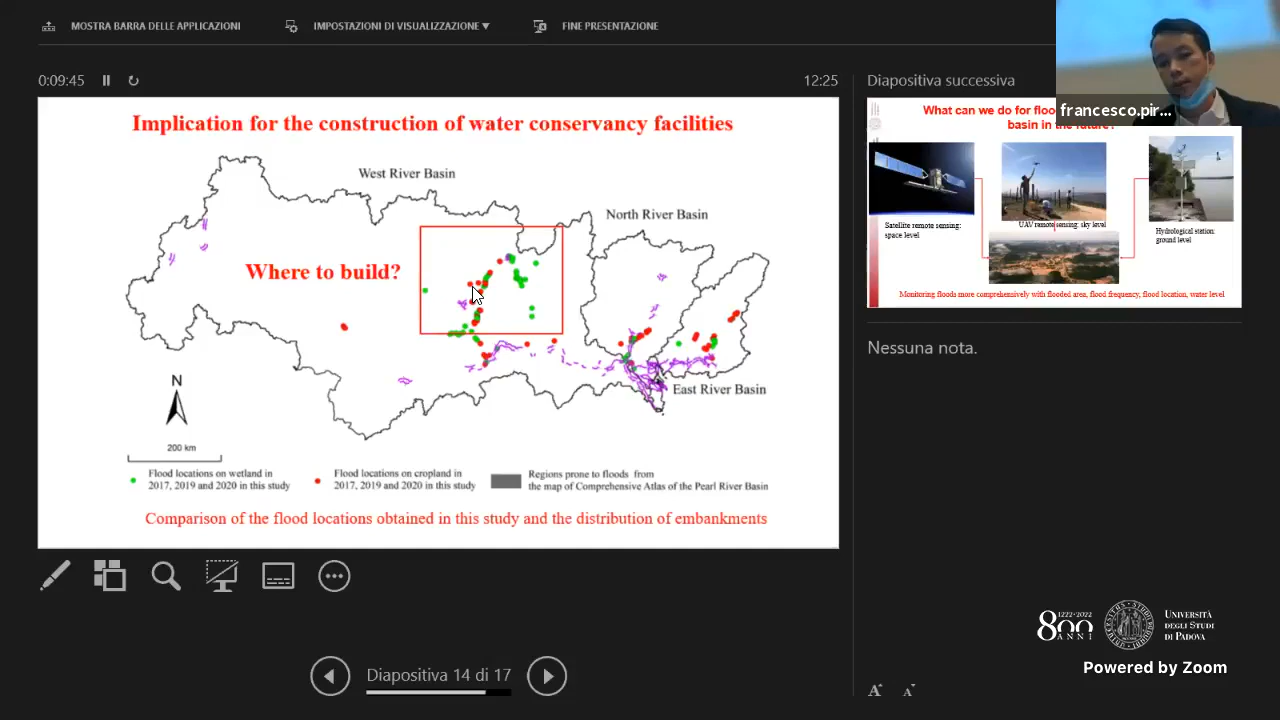 MOSTRA BARRA DELLE APPLICAZIONI
IMPOSTAZIONI DI VISUALIZZAZIONE ▼
FINE PRESENTAZIONE
0:09:45
12:25
Diapositiva successiva
francesco.pir...
Implication for the construction of water conservancy facilities
West River Basin
North River Basin
Where to build?
East River Basin
N
200 km
Flood locations on wetland in
2017, 2019 and 2020 in this study
Flood locations on cropland in
2017, 2019 and 2020 in this study
Regions prone to floods from
the map of Comprehensive Atlas of the Pearl River Basin
Comparison of the flood locations obtained in this study and the distribution of embankments
What can we do for floo
basin in the future?
Satellite remote sensing:
space level
UAV remote sensing: sky level
Hydrological station:
ground level
Monitoring floods more comprehensively with flooded area, flood frequency, flood location, water level
Nessuna nota.
Diapositiva 14 di 17
1222-2022
800
ANNI
UNIVERSITÀ
DEGLI STUDI
DI PADOVA
Powered by Zoom
A
A